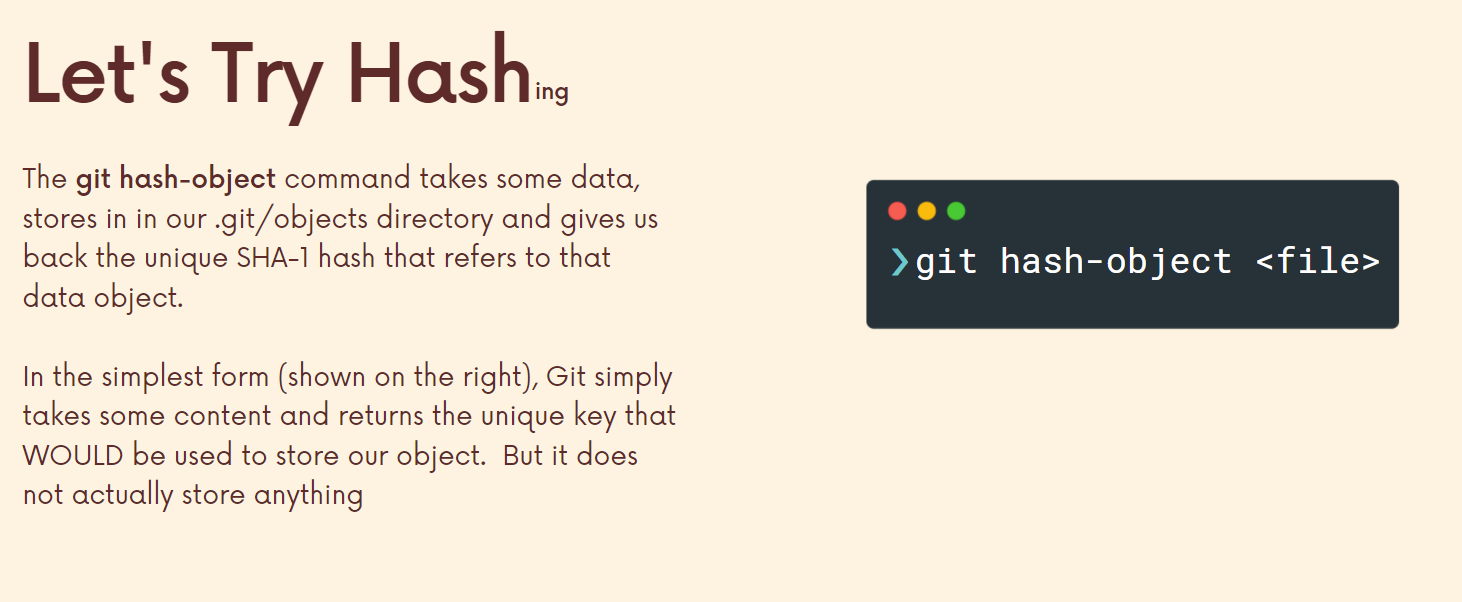 Let's Try Hashing
The git hash-object command takes some data,
stores in in our .git/objects directory and gives us
back the unique SHA-1 hash that refers to that
data object.
In the simplest form (shown on the right), Git simply
takes some content and returns the unique key that
WOULD be used to store our object.  But it does
not actually store anything
❯git hash-object <file>